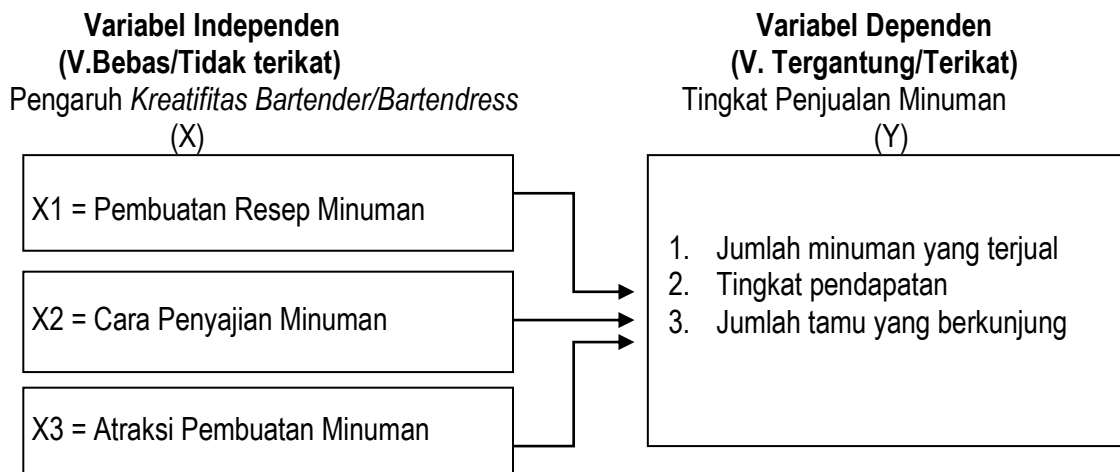 Variabel Independen
(V.Bebas/Tidak terikat)
Pengaruh Kreatifitas Bartender/Bartendress
(X)
X1 = Pembuatan Resep Minuman
X2 = Cara Penyajian Minuman
X3 = Atraksi Pembuatan Minuman
Variabel Dependen
(V. Tergantung/Terikat)
Tingkat Penjualan Minuman
(Y)
1. Jumlah minuman yang terjual
2. Tingkat pendapatan
3. Jumlah tamu yang berkunjung